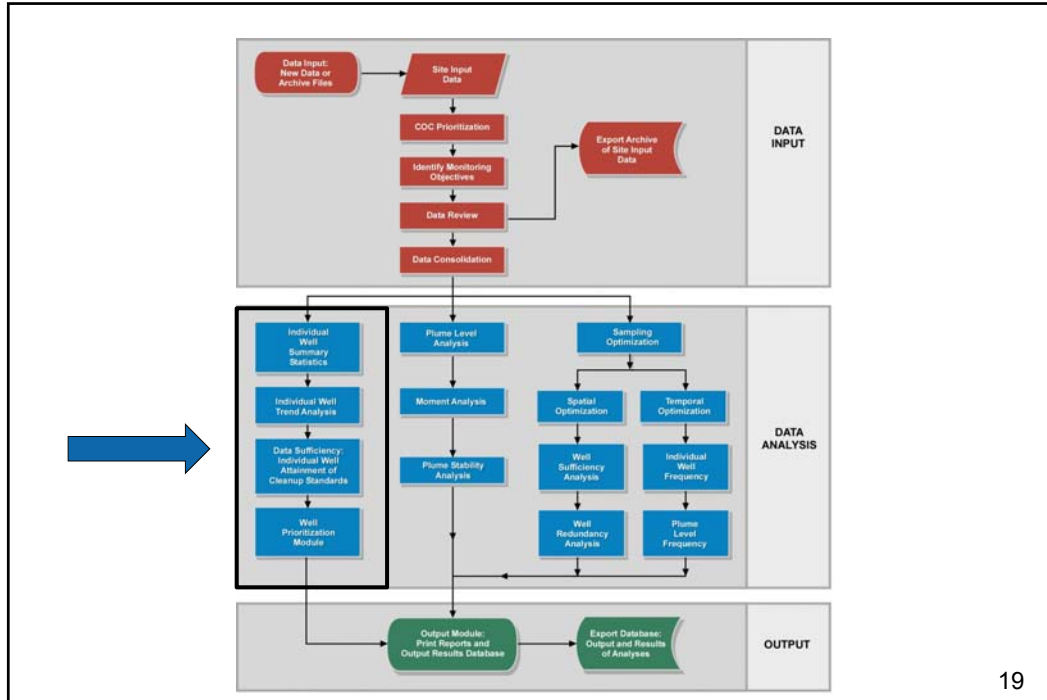 Data Input:
New Data or
Archive Files
Site Input
Data
COC Prioritization
Export Archive
of Site Input
Data
Identify Monitoring
Objectives
Data Review
Data Consolidation
DATA
INPUT
Individual
Well
Summary
Statistics
Individual Well
Trend Analysis
Data Sufficiency:
Individual Well
Attainment of
Cleanup Standards
Well
Prioritization
Module
Plume Level
Analysis
Moment Analysis
Plume Stability
Analysis
Sampling
Optimization
Spatial
Optimization
Well
Sufficiency
Analysis
Well
Redundancy
Analysis
Temporal
Optimization
Individual
Well
Frequency
Plume
Level
Frequency
DATA
ANALYSIS
Output Module:
Print Reports and
Output Results Database
Export Database:
Output and Results
of Analyses
OUTPUT
19